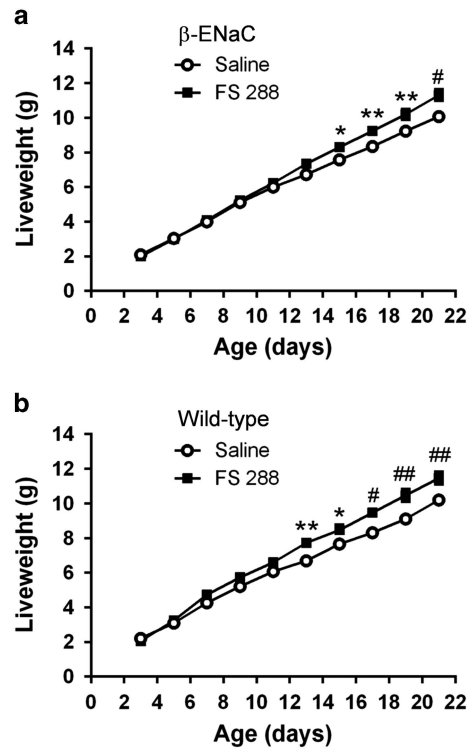 a
β-ENaC
Saline
FS 288
14
12
10
8
6
4
2
0
Liveweight (g)
* ** ** #
0 2 4 6 8 10 12 14 16 18 20 22
Age (days)
b
Wild-type
Saline
FS 288
14
12
10
8
6
4
2
0
Liveweight (g)
** * # ## ##
0 2 4 6 8 10 12 14 16 18 20 22
Age (days)